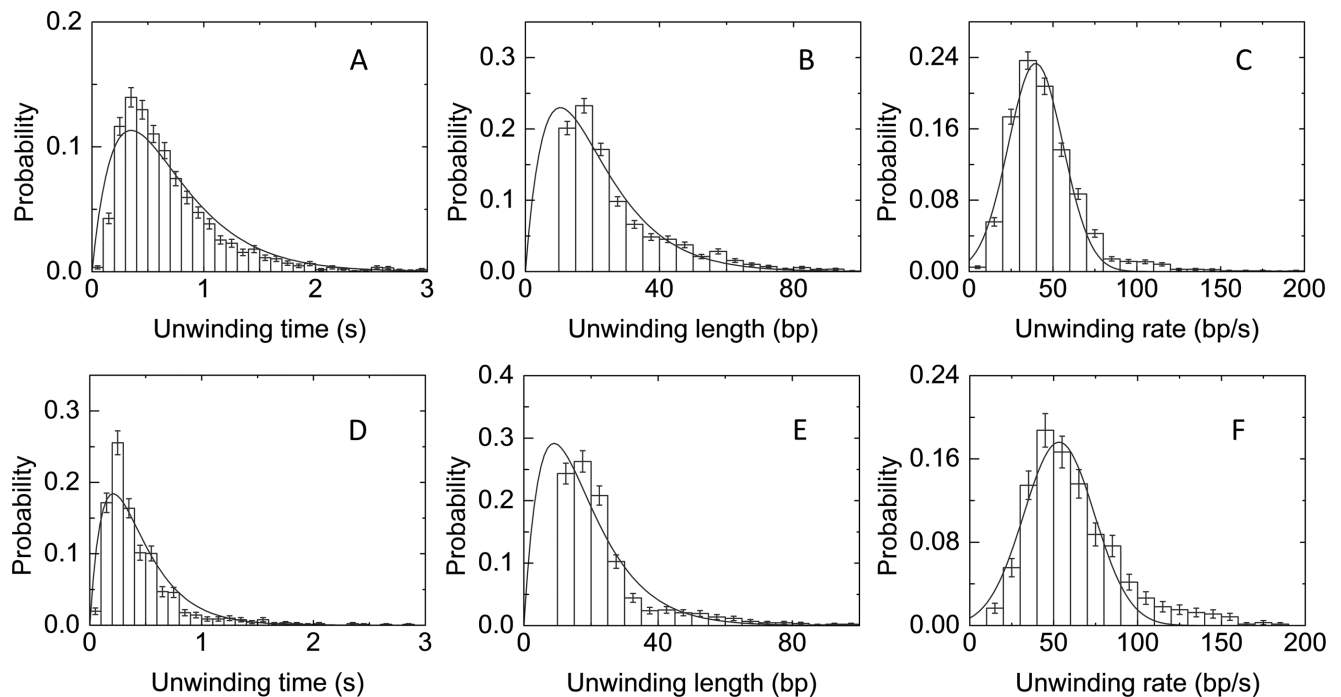 0.2
0.1
0.0
Probability
A
0 1 2 3
Unwinding time (s)
0.3
0.2
0.1
0.0
Probability
B
0 40 80
Unwinding length (bp)
0.24
0.16
0.08
0.00
Probability
C
0 50 100 150 200
Unwinding rate (bp/s)
0.3
0.2
0.1
0.0
Probability
D
0 1 2 3
Unwinding time (s)
0.4
0.3
0.2
0.1
0.0
Probability
E
0 40 80
Unwinding length (bp)
0.24
0.16
0.08
0.00
Probability
F
0 50 100 150 200
Unwinding rate (bp/s)